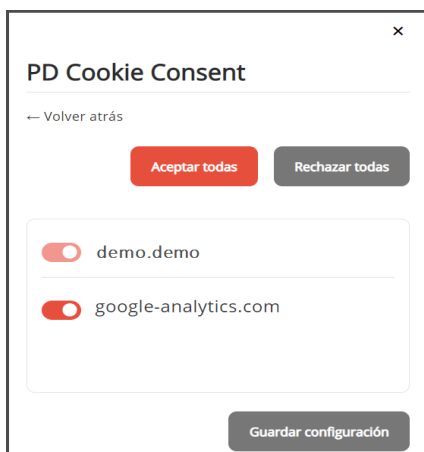 ×
PD Cookie Consent
← Volver atrás
Aceptar todas Rechazar todas
demo.demo
google-analytics.com
Guardar configuración